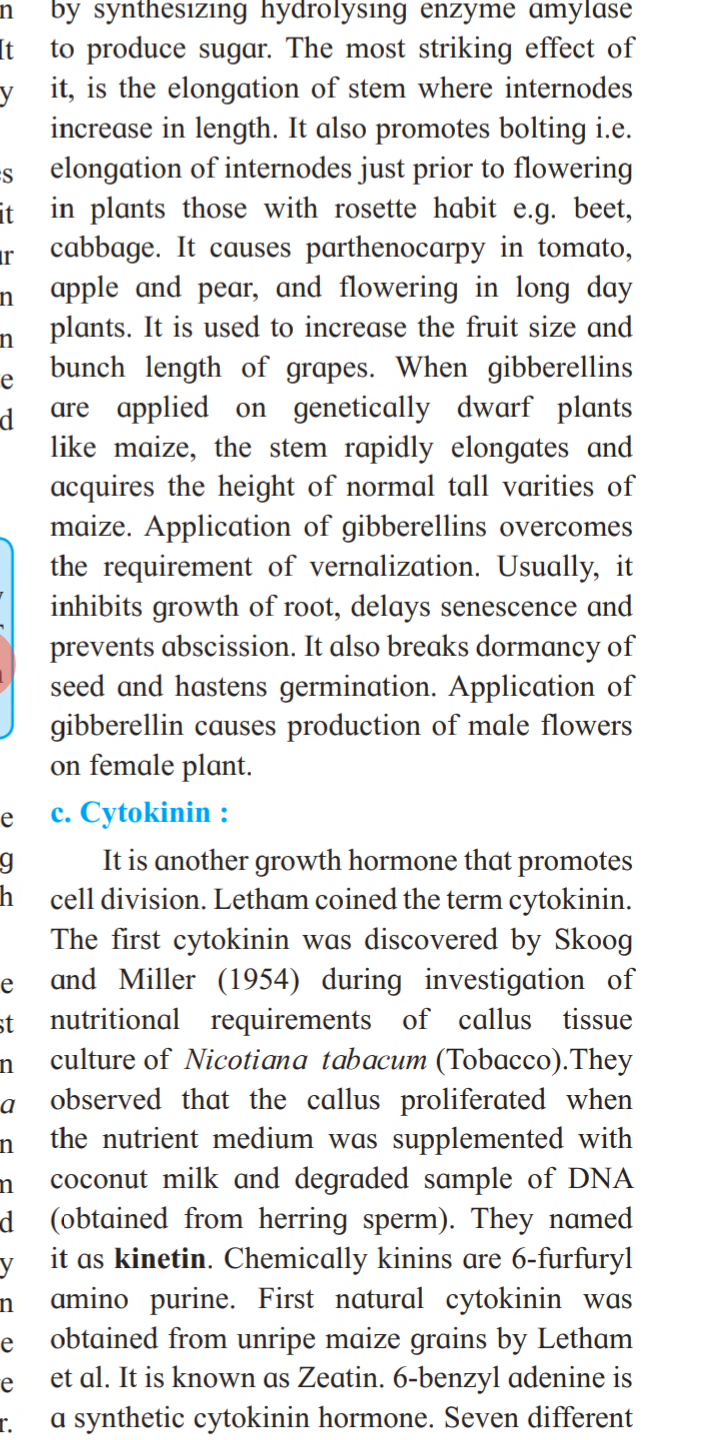 by synthesizing hydrolysing enzyme amylase
to produce sugar. The most striking effect of
it, is the elongation of stem where internodes
increase in length. It also promotes bolting i.e.
elongation of internodes just prior to flowering
in plants those with rosette habit e.g. beet,
cabbage. It causes parthenocarpy in tomato,
apple and pear, and flowering in long day
plants. It is used to increase the fruit size and
bunch length of grapes. When gibberellins
are applied on genetically dwarf plants
like maize, the stem rapidly elongates and
acquires the height of normal tall varities of
maize. Application of gibberellins overcomes
the requirement of vernalization. Usually, it
inhibits growth of root, delays senescence and
prevents abscission. It also breaks dormancy of
seed and hastens germination. Application of
gibberellin causes production of male flowers
on female plant.
c. Cytokinin :
It is another growth hormone that promotes
cell division. Letham coined the term cytokinin.
The first cytokinin was discovered by Skoog
and Miller (1954) during investigation of
nutritional requirements of callus tissue
culture of Nicotiana tabacum (Tobacco).They
observed that the callus proliferated when
the nutrient medium was supplemented with
coconut milk and degraded sample of DNA
(obtained from herring sperm). They named
it as kinetin. Chemically kinins are 6-furfuryl
amino purine. First natural cytokinin was
obtained from unripe maize grains by Letham
et al. It is known as Zeatin. 6-benzyl adenine is
a synthetic cytokinin hormone. Seven different